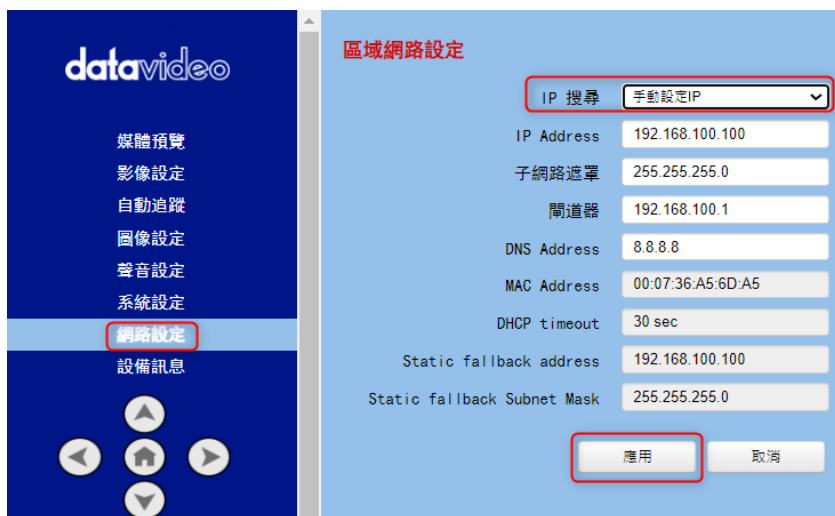 datavideo
媒體預覽
影像設定
自動追蹤
圖像設定
聲音設定
系統設定
網路設定
設備訊息
區域網路設定
IP 搜尋 手動設定IP
IP Address 192.168.100.100
子網路遮罩 255.255.255.0
閘道器 192.168.100.1
DNS Address 8.8.8.8
MAC Address 00:07:36:A5:6D:A5
DHCP timeout 30 sec
Static fallback address 192.168.100.100
Static fallback Subnet Mask 255.255.255.0
應用 取消